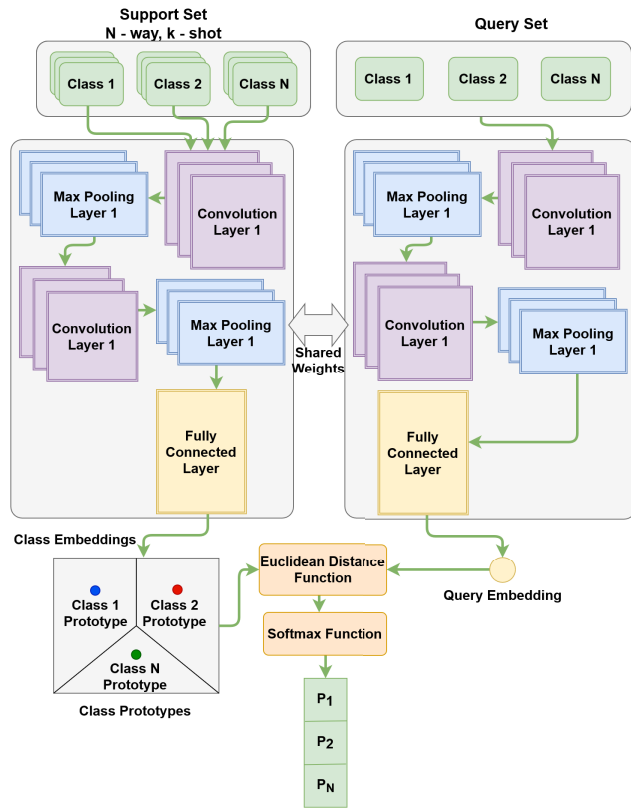 Support Set
N - way, k - shot
Query Set
Class 1
Class 2
Class N
Class 1
Class 2
Class N
Max Pooling
Layer 1
Convolution
Layer 1
Convolution
Layer 1
Max Pooling
Layer 1
Fully
Connected
Layer
Shared
Weights
Max Pooling
Layer 1
Convolution
Layer 1
Convolution
Layer 1
Max Pooling
Layer 1
Fully
Connected
Layer
Class Embeddings
Class 1
Prototype
Class 2
Prototype
Class N
Prototype
Class Prototypes
Euclidean Distance
Function
Query Embedding
Softmax Function
P1
P2
PN